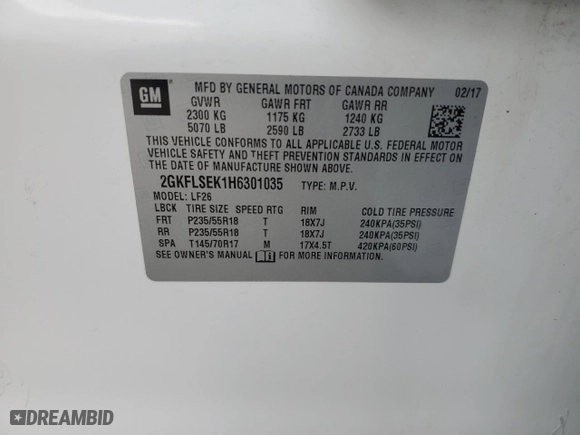 GM
MFD BY GENERAL MOTORS OF CANADA COMPANY 02/17
GVWR GAWR FRT GAWR RR
2300 KG 1175 KG 1240 KG
5070 LB 2590 LB 2733 LB
THIS VEHICLE CONFORMS TO ALL APPLICABLE U.S. FEDERAL MOTOR
VEHICLE SAFETY AND THEFT PREVENTION STANDARDS IN EFFECT ON THE
DATE OF MANUFACTURE SHOWN ABOVE.
2GKFLSEK1H6301035 TYPE: M.P.V.
MODEL: LF26
LBCK TIRE SIZE SPEED RTG RIM COLD TIRE PRESSURE
FRT P235/55R18 T 18X7J 240KPA(35PSI)
RR P235/55R18 T 18X7J 240KPA(35PSI)
SPA T145/70R17 M 17X4.5T 420KPA(60PSI)
SEE OWNER'S MANUAL FOR MORE INFORMATION.
DREAMBID